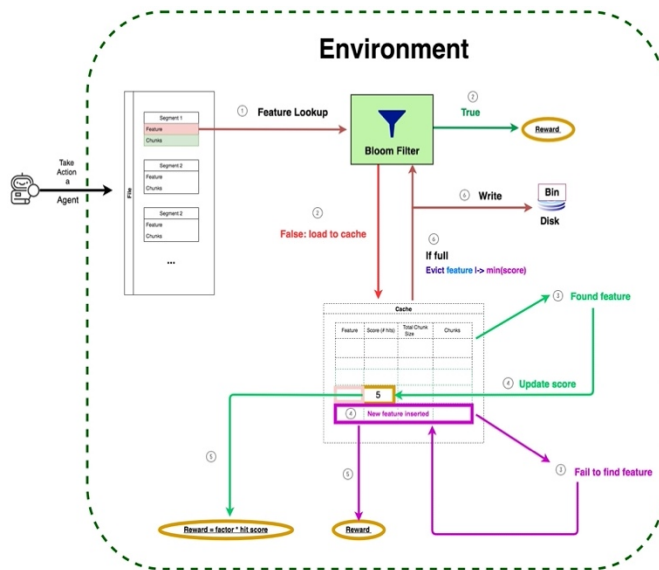 Environment
Take
Action
a
Agent
File
Segment 1
Feature
Chunks
Segment 2
Feature
Chunks
Segment 2
Feature
Chunks
...
1 Feature Lookup
Bloom Filter
2
True
Reward
2
False: load to cache
6 Write
Bin
Disk
6
If full
Evict feature |-> min(score)
Cache
Feature
Score (# hits)
Total Chunk
Size
Chunks
3 Found feature
4 Update score
5
4 New feature inserted
3
Fail to find feature
5
5
Reward = factor * hit score
Reward